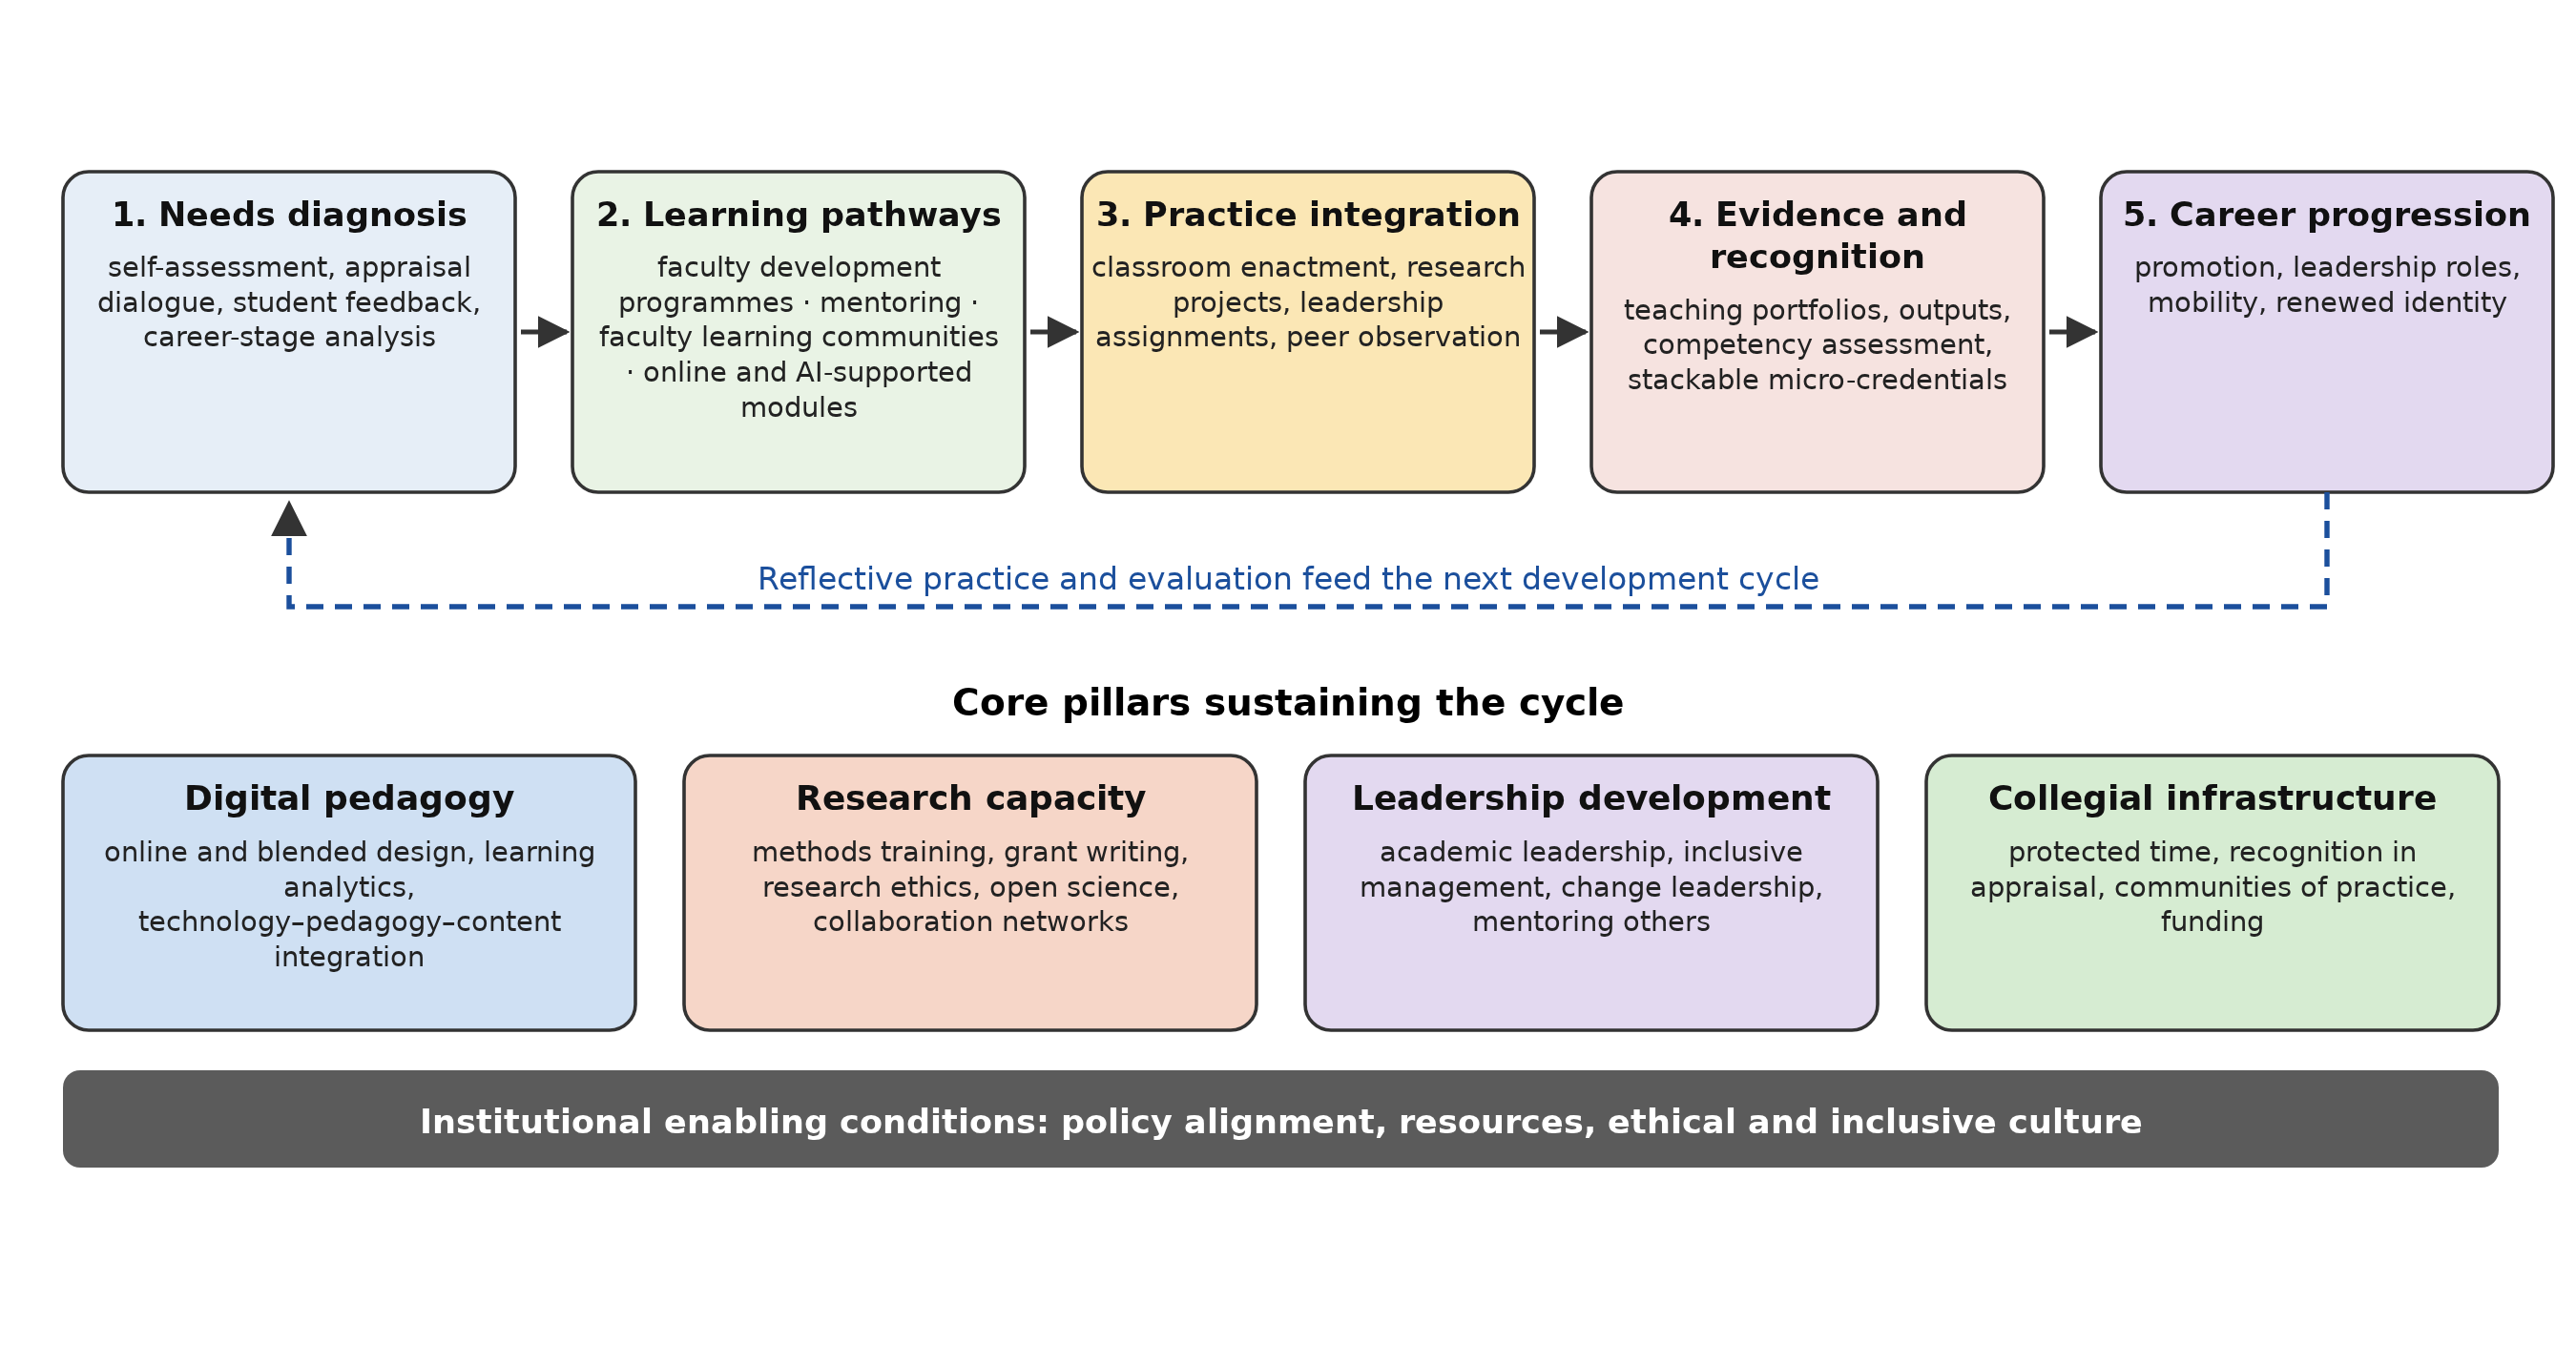 1. Needs diagnosis
self-assessment, appraisal
dialogue, student feedback,
career-stage analysis
2. Learning pathways
faculty development
programmes · mentoring ·
faculty learning communities
· online and AI-supported
modules
3. Practice integration
classroom enactment, research
projects, leadership
assignments, peer observation
4. Evidence and
recognition
teaching portfolios, outputs,
competency assessment,
stackable micro-credentials
5. Career progression
promotion, leadership roles,
mobility, renewed identity
Reflective practice and evaluation feed the next development cycle
Core pillars sustaining the cycle
Digital pedagogy
online and blended design, learning
analytics,
technology–pedagogy–content
integration
Research capacity
methods training, grant writing,
research ethics, open science,
collaboration networks
Leadership development
academic leadership, inclusive
management, change leadership,
mentoring others
Collegial infrastructure
protected time, recognition in
appraisal, communities of practice,
funding
Institutional enabling conditions: policy alignment, resources, ethical and inclusive culture